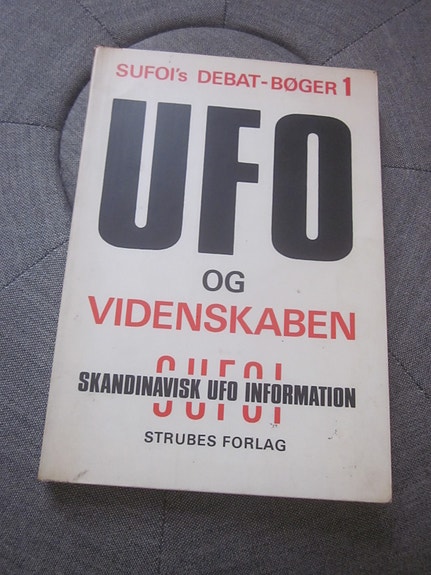 SUFOI's DEBAT-BØGER 1
UFO
OG
VIDENSKABEN
SUFOI
SKANDINAVISK UFO INFORMATION
STRUBES FORLAG